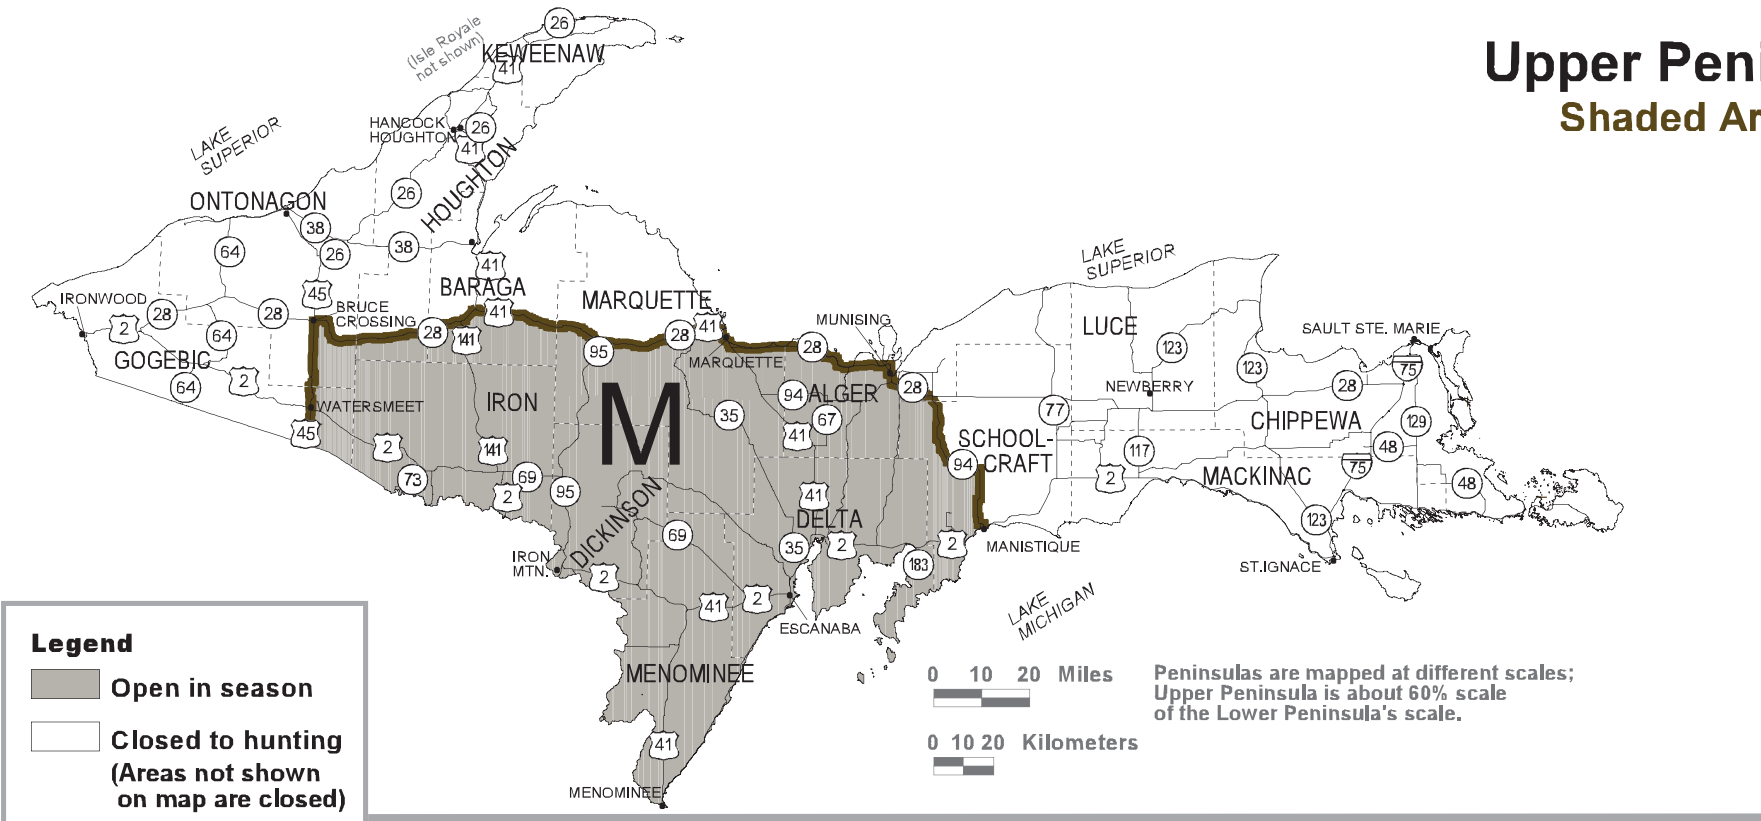 Upper Peni
Shaded Ar
26
(Isle Royale
not shown)
KEWEENAW
41
LAKE
SUPERIOR
HANCOCK
HOUGHTON
26
41
HOUGHTON
26
ONTONAGON
38
26
38
64
41
BARAGA
45
IRONWOOD
28
2
64
28
BRUCE
CROSSING
28
141
41
GOGEBIC
64
2
WATERSMEET
45
MARQUETTE
28
41
95
MARQUETTE
MUNISING
28
94
ALGER
28
67
35
41
IRON
M
2
141
73
69
2
95
SCHOOL-
CRAFT
94
77
LAKE
SUPERIOR
LUCE
123
NEWBERRY
117
2
123
SAULT STE. MARIE
75
28
CHIPPEWA
129
48
75
MACKINAC
48
123
ST.IGNACE
DICKINSON
41
DELTA
69
35
2
2
183
MANISTIQUE
IRON
MTN.
2
41
2
ESCANABA
LAKE
MICHIGAN
MENOMINEE
41
MENOMINEE
Legend
Open in season
Closed to hunting
(Areas not shown
on map are closed)
0 10 20 Miles
0 10 20 Kilometers
Peninsulas are mapped at different scales;
Upper Peninsula is about 60% scale
of the Lower Peninsula's scale.